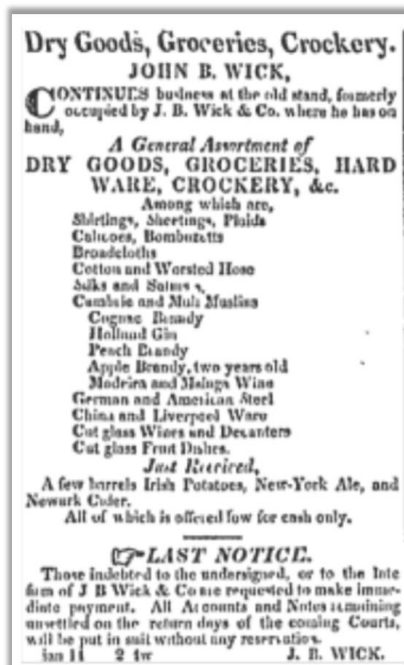 Dry Goods, Groceries, Crockery.
JOHN B. WICK,
CONTINUES business at the old stand, formerly
occupied by J. B. Wick & Co. where he has on
hand,
A General Assortment of
DRY GOODS, GROCERIES, HARD
WARE, CROCKERY, &c.
Among which are,
Shirtings, Sheetings, Plaids
Calicoes, Bombazetts
Broadcloths
Cotton and Worsted Hose
Silks and Satins,
Cambric and Mull Muslins
Cogniac Brandy
Holland Gin
Peach Brandy
Apple Brandy, two years old
Madeira and Malaga Wine
German and American Steel
China and Liverpool Ware
Cut glass Wines and Decanters
Cut glass Fruit Dishes.
Just Received,
A few barrels Irish Potatoes, New-York Ale, and
Newark Cider.
All of which is offered low for cash only.
☞LAST NOTICE.
Those indebted to the undersigned, or to the late
firm of J B Wick & Co are requested to make imme-
diate payment. All Accounts and Notes remaining
unsettled on the return days of the coming Courts,
will be put in suit without any reservation.
jan 11 2 tw J. B. WICK.